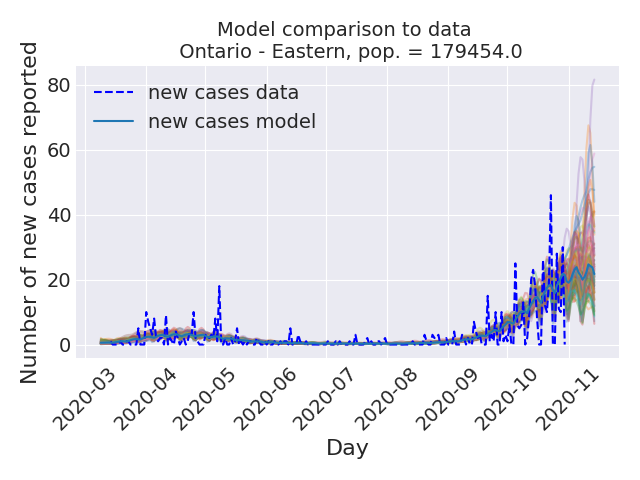 Model comparison to data
Ontario - Eastern, pop. = 179454.0
Number of new cases reported
80
60
40
20
0
new cases data
new cases model
2020-03
2020-04
2020-05
2020-06
2020-07
2020-08
2020-09
2020-10
2020-11
Day